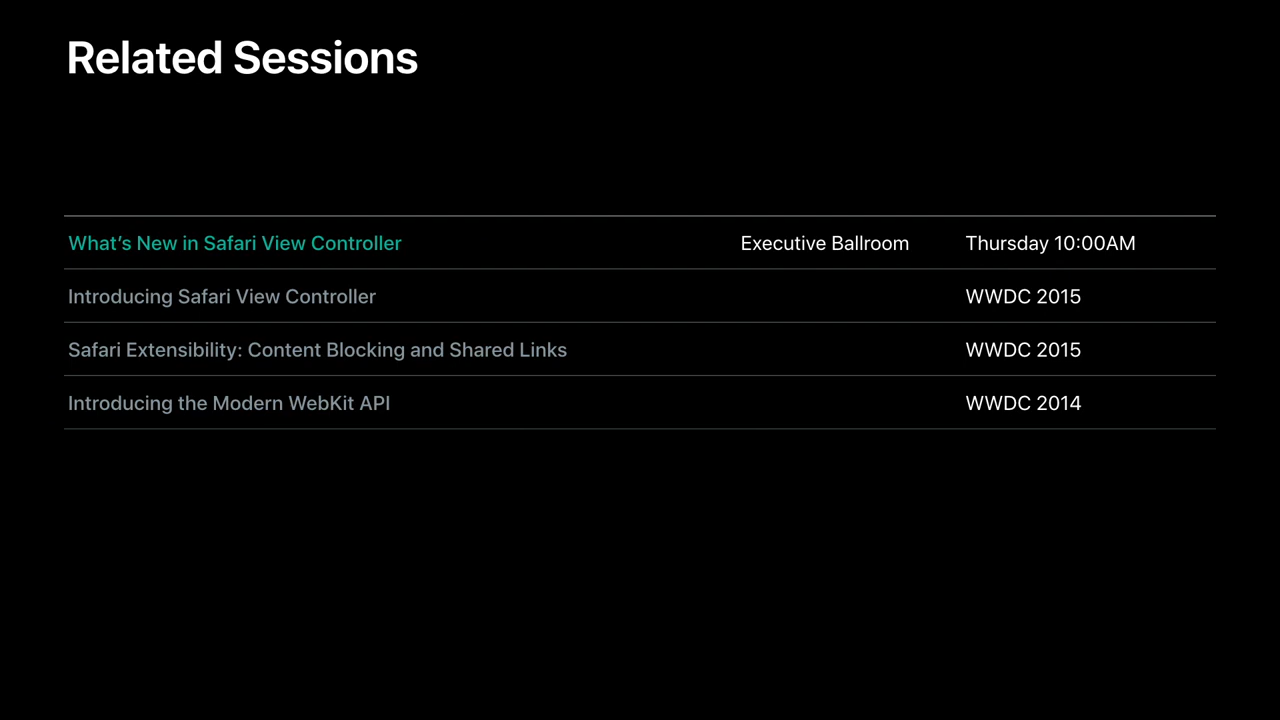 Related Sessions
What’s New in Safari View Controller Executive Ballroom Thursday 10:00AM
Introducing Safari View Controller WWDC 2015
Safari Extensibility: Content Blocking and Shared Links WWDC 2015
Introducing the Modern WebKit API WWDC 2014